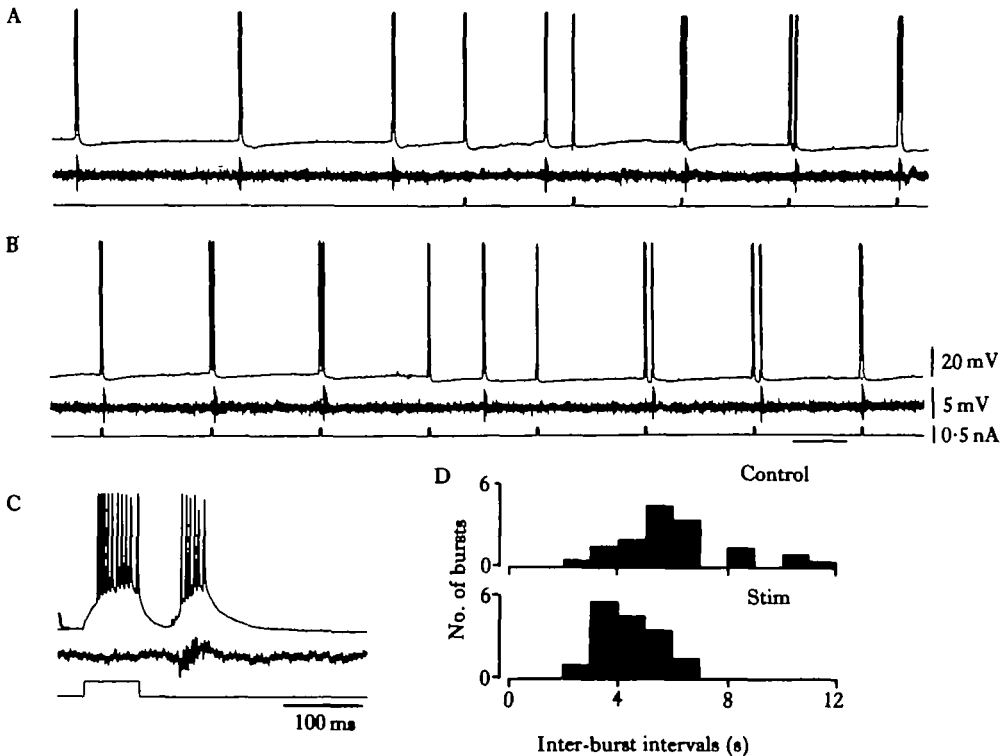 A
B
20 mV
5 mV
0·5 nA
C
100 ms
D
Control
6
0
Stim
6
0
No. of bursts
0 4 8 12
Inter-burst intervals (s)